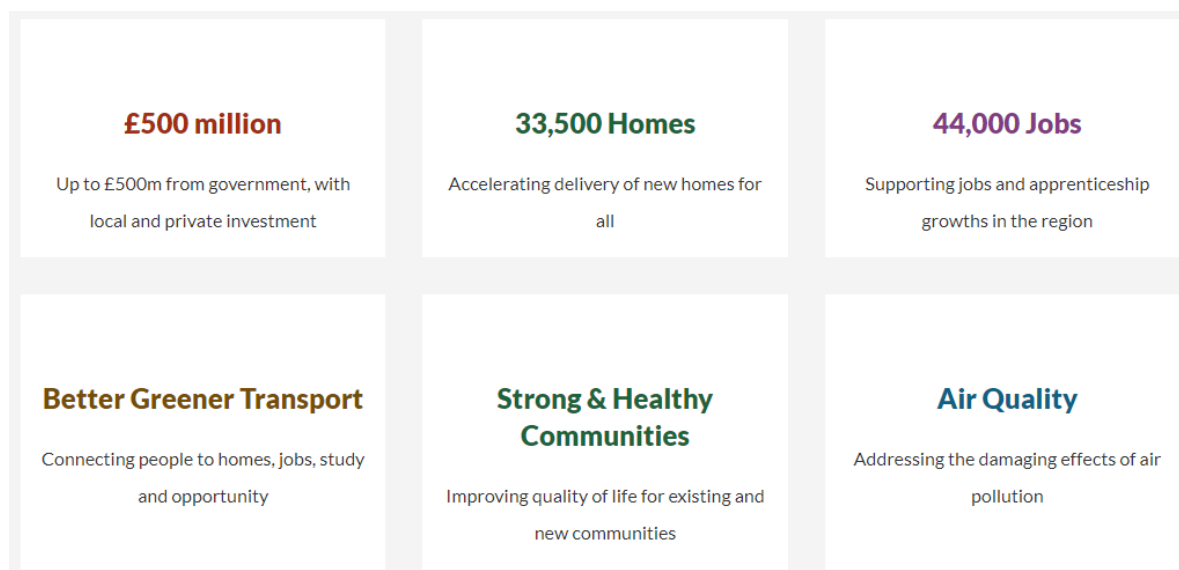 £500 million
Up to £500m from government, with
local and private investment
33,500 Homes
Accelerating delivery of new homes for
all
44,000 Jobs
Supporting jobs and apprenticeship
growths in the region
Better Greener Transport
Connecting people to homes, jobs, study
and opportunity
Strong & Healthy
Communities
Improving quality of life for existing and
new communities
Air Quality
Addressing the damaging effects of air
pollution